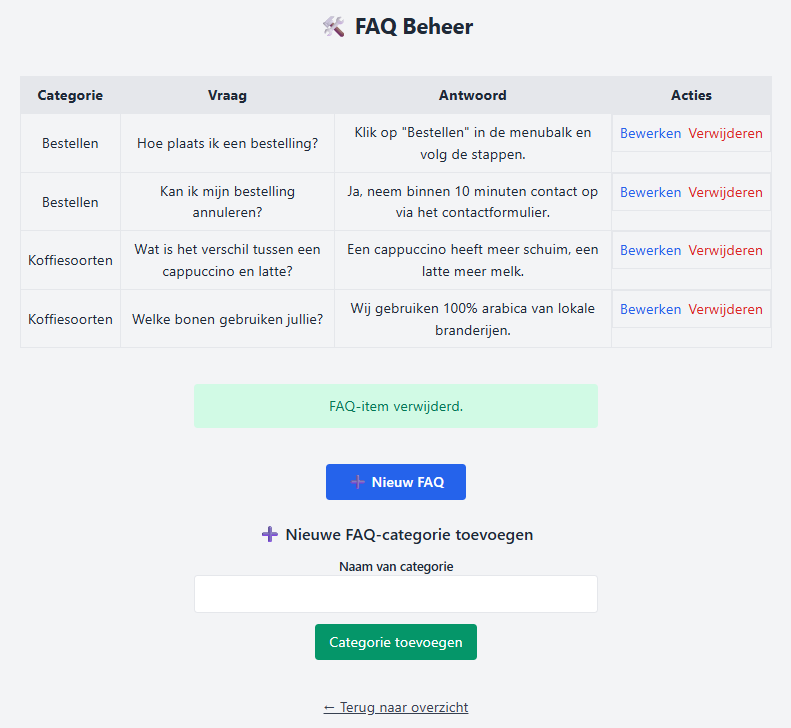 FAQ Beheer
Categorie Vraag Antwoord Acties
Bestellen Hoe plaats ik een bestelling? Klik op "Bestellen" in de menubalk en
volg de stappen. Bewerken Verwijderen
Bestellen Kan ik mijn bestelling
annuleren? Ja, neem binnen 10 minuten contact op
via het contactformulier. Bewerken Verwijderen
Koffiesoorten Wat is het verschil tussen een
cappuccino en latte? Een cappuccino heeft meer schuim, een
latte meer melk. Bewerken Verwijderen
Koffiesoorten Welke bonen gebruiken jullie? Wij gebruiken 100% arabica van lokale
branderijen. Bewerken Verwijderen
FAQ-item verwijderd.
➕ Nieuw FAQ
➕ Nieuwe FAQ-categorie toevoegen
Naam van categorie
Categorie toevoegen
← Terug naar overzicht